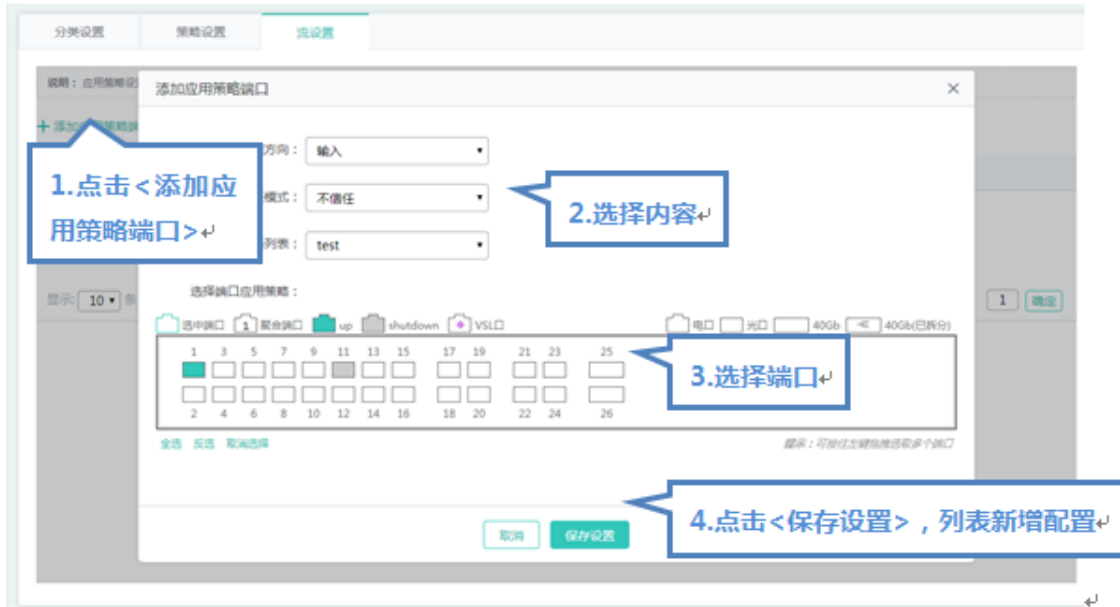 分类设置 策略设置 流设置
说明：应用策略设
添加应用策略端口 ×
+ 添加应用策略端
方向： 输入
1.点击<添加应
用策略端口>↵
模式： 不信任
2.选择内容↵
列表： test
选择端口应用策略：
显示: 10 条 1 确定
选中端口 1 聚合端口 up shutdown VSL口 电口 光口 40Gb 40Gb(已拆分)
1 3 5 7 9 11 13 15 17 19 21 23 25
3.选择端口↵
2 4 6 8 10 12 14 16 18 20 22 24 26
全选 反选 取消选择 提示：可按住左键拖拽选取多个端口
4.点击<保存设置>，列表新增配置↵
取消 保存设置
↵